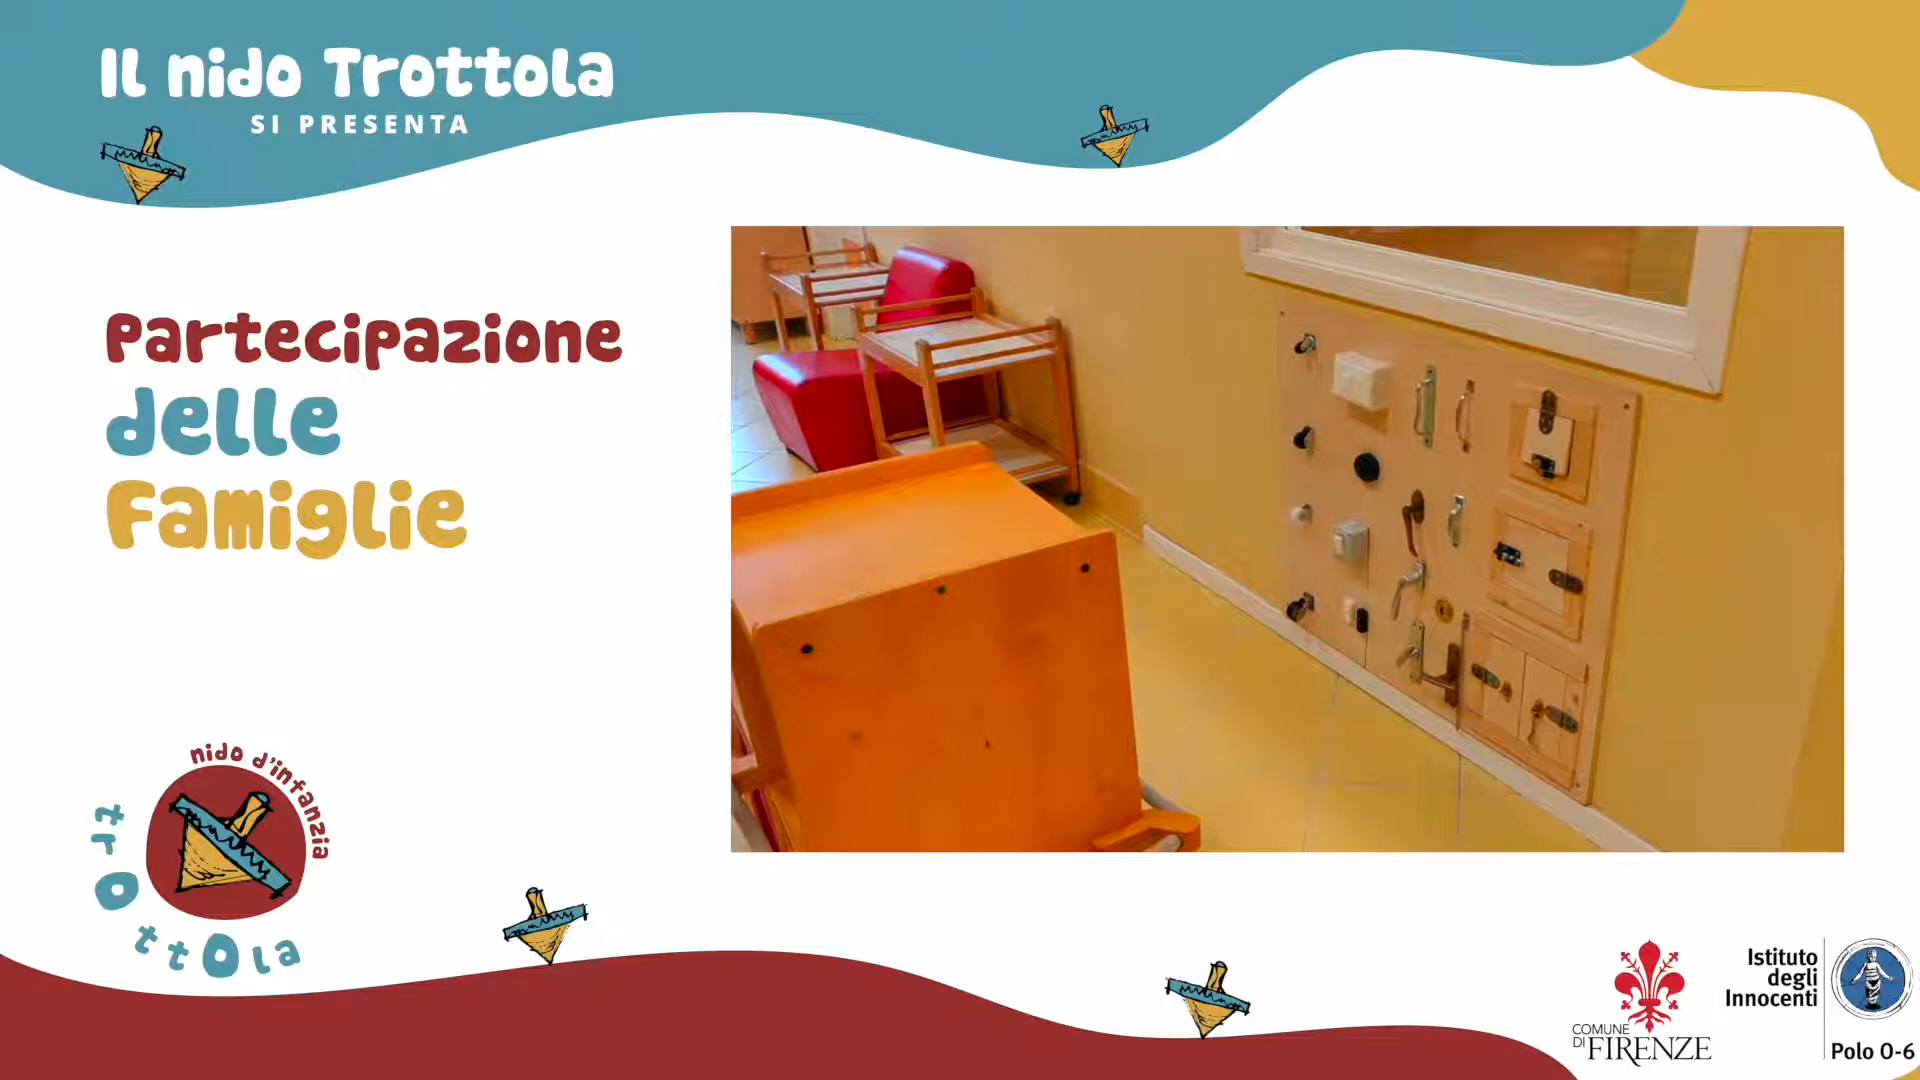 Il nido Trottola
SI PRESENTA
Partecipazione
delle
Famiglie
nido d'infanzia
trOttOla
COMUNE
DI FIRENZE
Istituto
degli
Innocenti
Polo 0-6